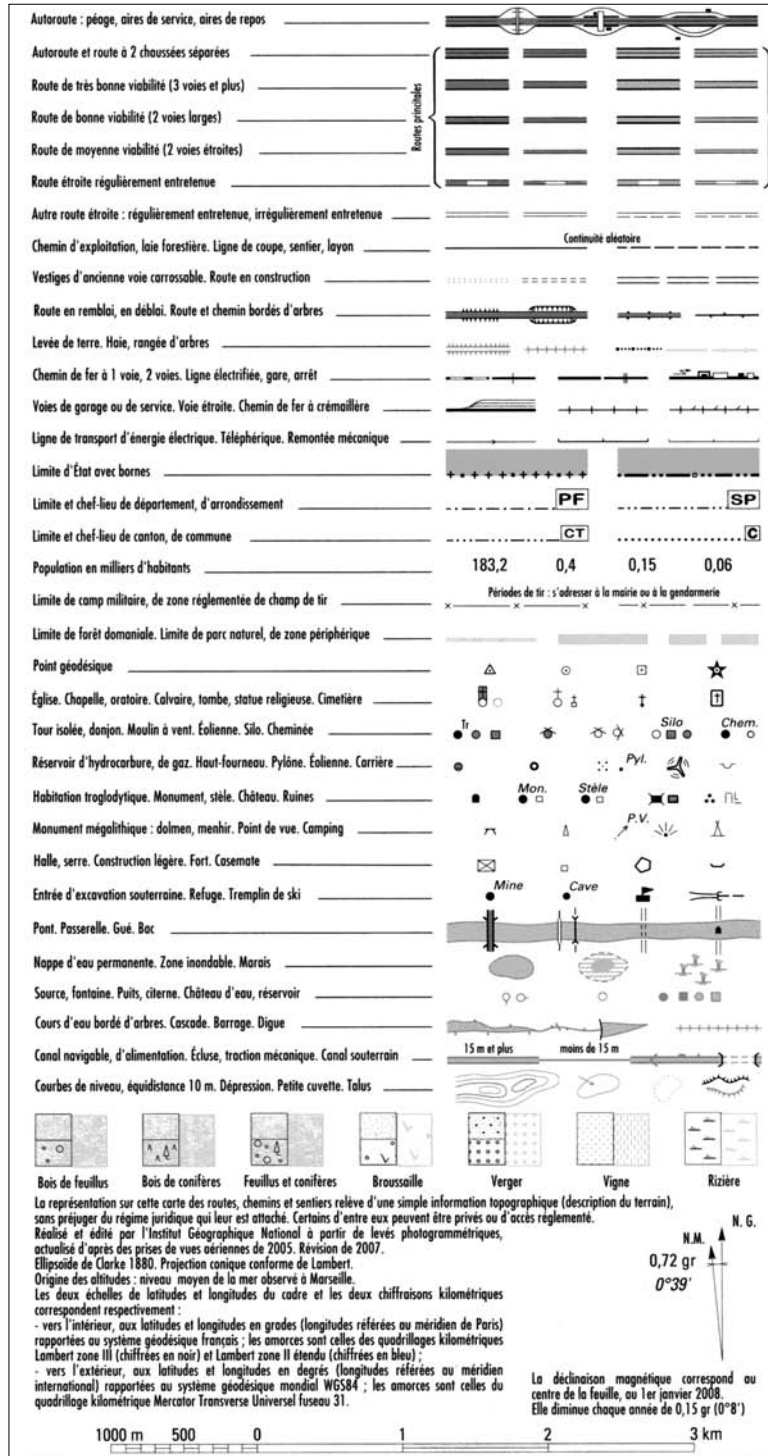 Autoroute : péage, aires de service, aires de repos
Autoroute et route à 2 chaussées séparées
Route de très bonne viabilité (3 voies et plus)
Route de bonne viabilité (2 voies larges)
Route de moyenne viabilité (2 voies étroites)
Route étroite régulièrement entretenue
Routes princitales
Autre route étroite : régulièrement entretenue, irrégulièrement entretenue
Chemin d'exploitation, laie forestière. Ligne de coupe, sentier, layon
Continuité aléatoire
Vestiges d'ancienne voie carrossable. Route en construction
Route en remblai, en déblai. Route et chemin bordés d'arbres
Levée de terre. Haie, rangée d'arbres
Chemin de fer à 1 voie, 2 voies. Ligne électrifiée, gare, arrêt
Voies de garage ou de service. Voie étroite. Chemin de fer à crémaillère
Ligne de transport d'énergie électrique. Téléphérique. Remontée mécanique
Limite d'État avec bornes
Limite et chef-lieu de département, d'arrondissement PF SP
Limite et chef-lieu de canton, de commune CT C
Population en milliers d'habitants 183,2 0,4 0,15 0,06
Limite de camp militaire, de zone réglementée de champ de tir
Périodes de tir : s'adresser à la mairie ou à la gendarmerie
Limite de forêt domaniale. Limite de parc naturel, de zone périphérique
Point géodésique
Église. Chapelle, oratoire. Calvaire, tombe, statue religieuse. Cimetière
Tour isolée, donjon. Moulin à vent. Éolienne. Silo. Cheminée Tr Silo Chem.
Réservoir d'hydrocarbure, de gaz. Haut-fourneau. Pylône. Éolienne. Carrière Pyl.
Habitation troglodytique. Monument, stèle. Château. Ruines Mon. Stèle
Monument mégalithique : dolmen, menhir. Point de vue. Camping P.V.
Halle, serre. Construction légère. Fort. Casemate
Entrée d'excavation souterraine. Refuge. Tremplin de ski Mine Cave
Pont. Passerelle. Gué. Bac
Nappe d'eau permanente. Zone inondable. Marais
Source, fontaine. Puits, citerne. Château d'eau, réservoir
Cours d'eau bordé d'arbres. Cascade. Barrage. Digue
15 m et plus moins de 15 m
Canal navigable, d'alimentation. Écluse, traction mécanique. Canal souterrain
Courbes de niveau, équidistance 10 m. Dépression. Petite cuvette. Talus
Bois de feuillus Bois de conifères Feuillus et conifères Broussaille Verger Vigne Rizière
La représentation sur cette carte des routes, chemins et sentiers relève d'une simple information topographique (description du terrain),
sans préjuger du régime juridique qui leur est attaché. Certains d'entre eux peuvent être privés ou d'accès règlementé.
Réalisé et édité par l'Institut Géographique National à partir de levés photogrammétriques,
actualisé d'après des prises de vues aériennes de 2005. Révision de 2007.
Ellipsoïde de Clarke 1880. Projection conique conforme de Lambert.
Origine des altitudes : niveau moyen de la mer observé à Marseille.
Les deux échelles de latitudes et longitudes du cadre et les deux chiffraisons kilométriques
correspondent respectivement :
- vers l'intérieur, aux latitudes et longitudes en grades (longitudes référées au méridien de Paris)
rapportées au système géodésique français ; les amorces sont celles des quadrillages kilométriques
Lambert zone III (chiffrées en noir) et Lambert zone II étendu (chiffrées en bleu) ;
- vers l'extérieur, aux latitudes et longitudes en degrés (longitudes référées au méridien
international) rapportées au système géodésique mondial WGS84 ; les amorces sont celles du
quadrillage kilométrique Mercator Transverse Universel fuseau 31.
N. G.
N.M.
0,72 gr
0°39'
La déclinaison magnétique correspond au
centre de la feuille, au 1er janvier 2008.
Elle diminue chaque année de 0,15 gr (0°8')
1000 m 500 0 1 2 3 km